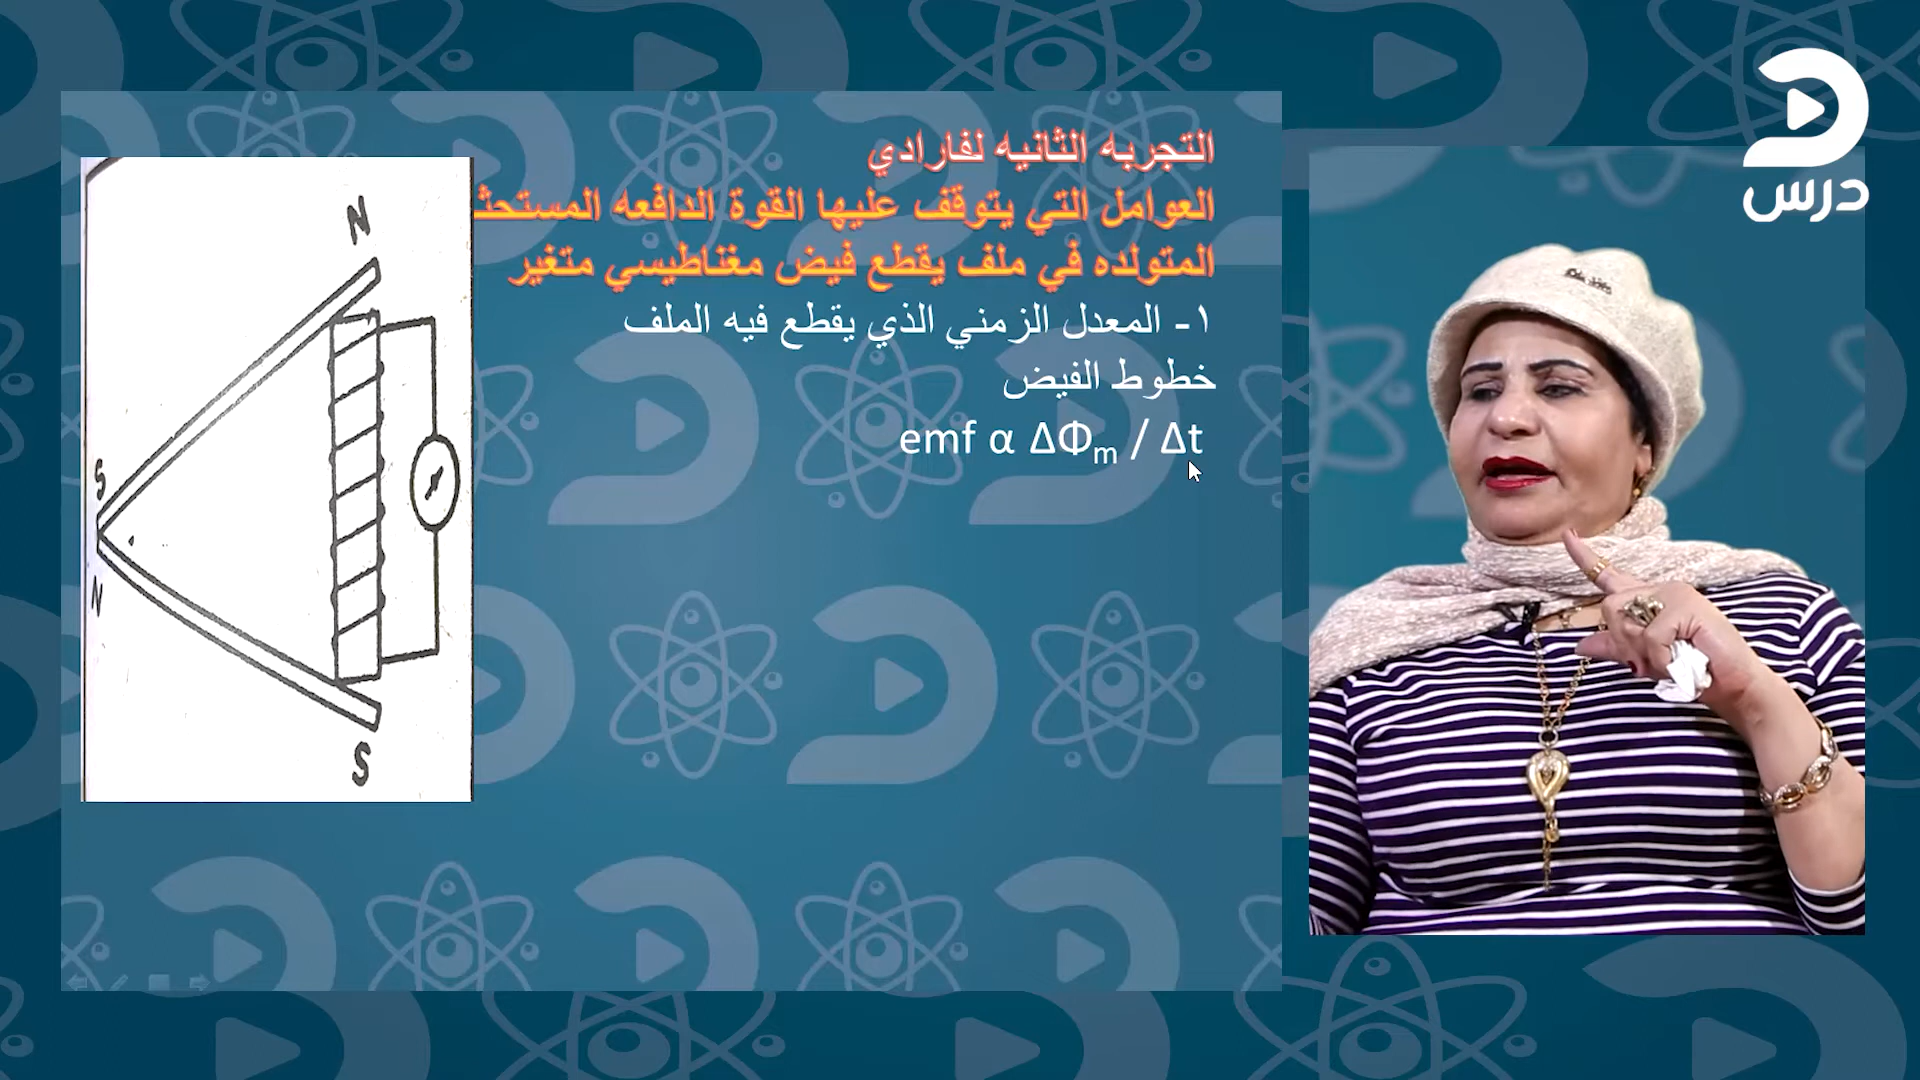 درس
التجربه الثانيه لفارادي
العوامل التي يتوقف عليها القوة الدافعه المستحثـ
المتولده في ملف يقطع فيض مغناطيسي متغير
١- المعدل الزمني الذي يقطع فيه الملف
خطوط الفيض
emf α ΔΦm / Δt
N
S
N
S